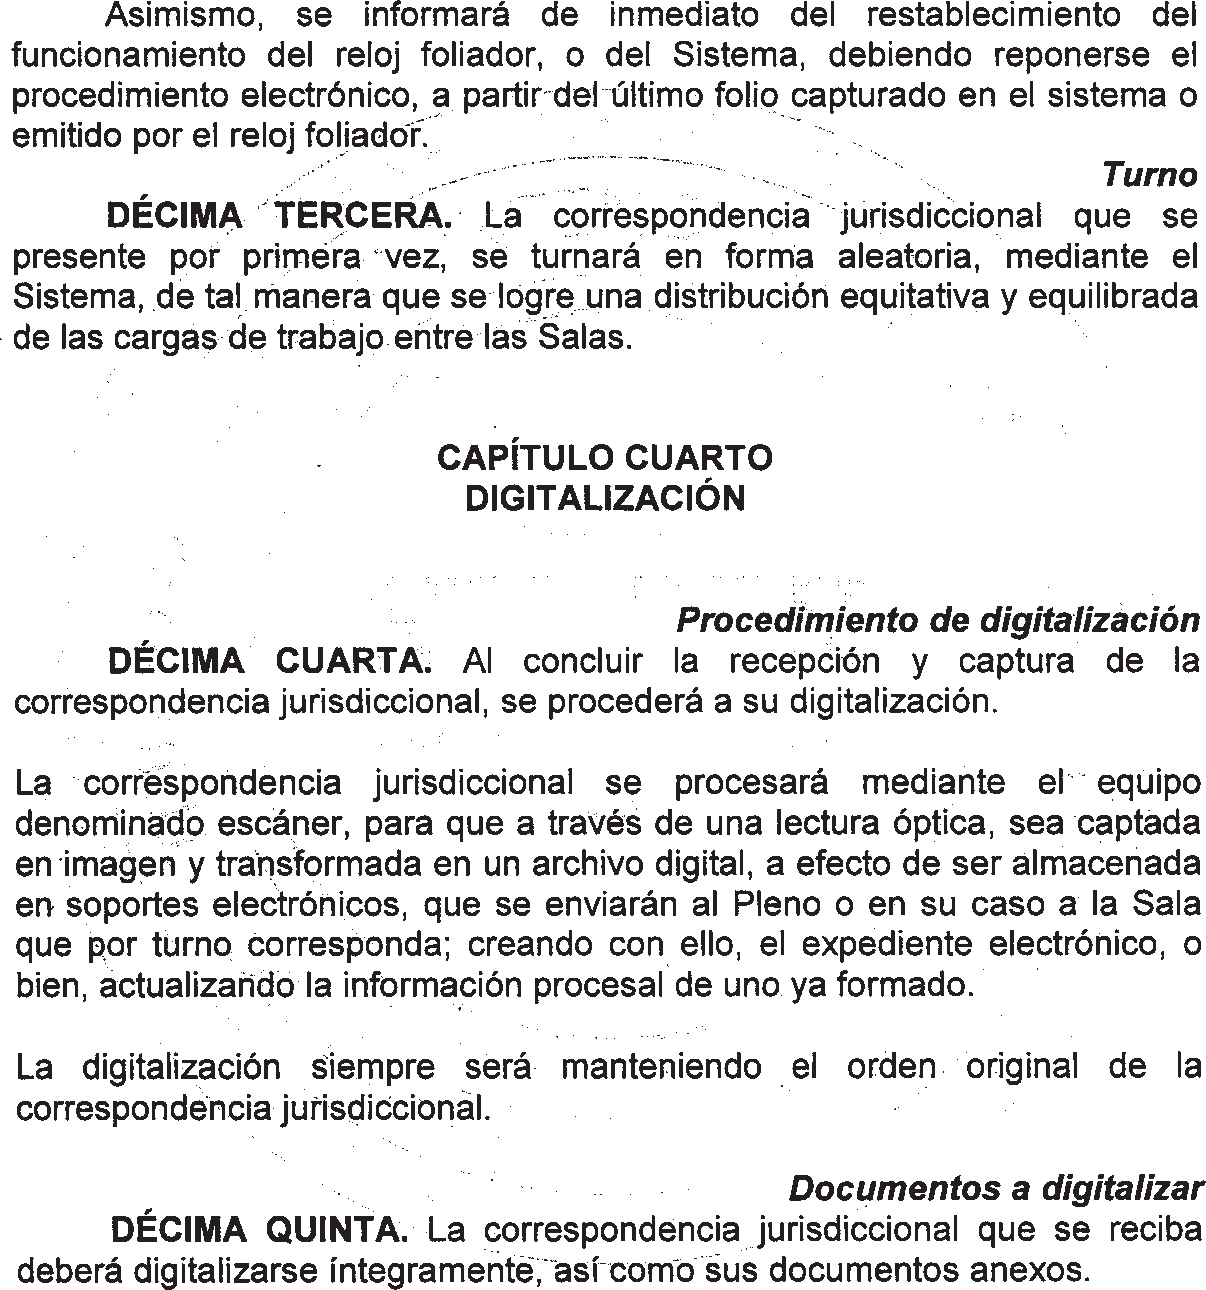 Asimismo, se informará de inmediato del restablecimiento del
funcionamiento del reloj foliador, o del Sistema, debiendo reponerse el
procedimiento electrónico, a partir del último folio capturado en el sistema o
emitido por el reloj foliador.
Turno
DÉCIMA TERCERA. La correspondencia jurisdiccional que se
presente por primera vez, se turnará en forma aleatoria, mediante el
Sistema, de tal manera que se logre una distribución equitativa y equilibrada
de las cargas de trabajo entre las Salas.
CAPÍTULO CUARTO
DIGITALIZACIÓN
Procedimiento de digitalización
DÉCIMA CUARTA. Al concluir la recepción y captura de la
correspondencia jurisdiccional, se procederá a su digitalización.
La correspondencia jurisdiccional se procesará mediante el equipo
denominado escáner, para que a través de una lectura óptica, sea captada
en imagen y transformada en un archivo digital, a efecto de ser almacenada
en soportes electrónicos, que se enviarán al Pleno o en su caso a la Sala
que por turno corresponda; creando con ello, el expediente electrónico, o
bien, actualizando la información procesal de uno ya formado.
La digitalización siempre será manteniendo el orden original de la
correspondencia jurisdiccional.
Documentos a digitalizar
DÉCIMA QUINTA. La correspondencia jurisdiccional que se reciba
deberá digitalizarse íntegramente, así como sus documentos anexos.